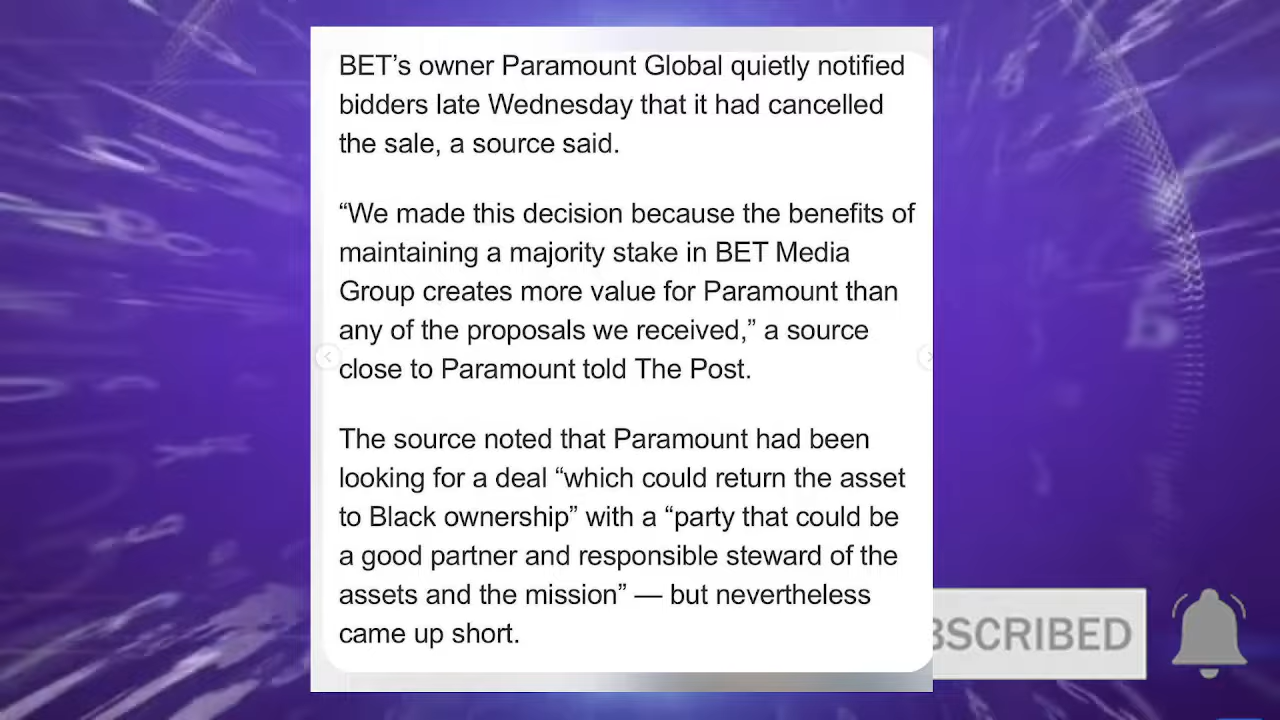 BET’s owner Paramount Global quietly notified
bidders late Wednesday that it had cancelled
the sale, a source said.
“We made this decision because the benefits of
maintaining a majority stake in BET Media
Group creates more value for Paramount than
any of the proposals we received,” a source
close to Paramount told The Post.
The source noted that Paramount had been
looking for a deal “which could return the asset
to Black ownership” with a “party that could be
a good partner and responsible steward of the
assets and the mission” — but nevertheless
came up short.
BSCRIBED